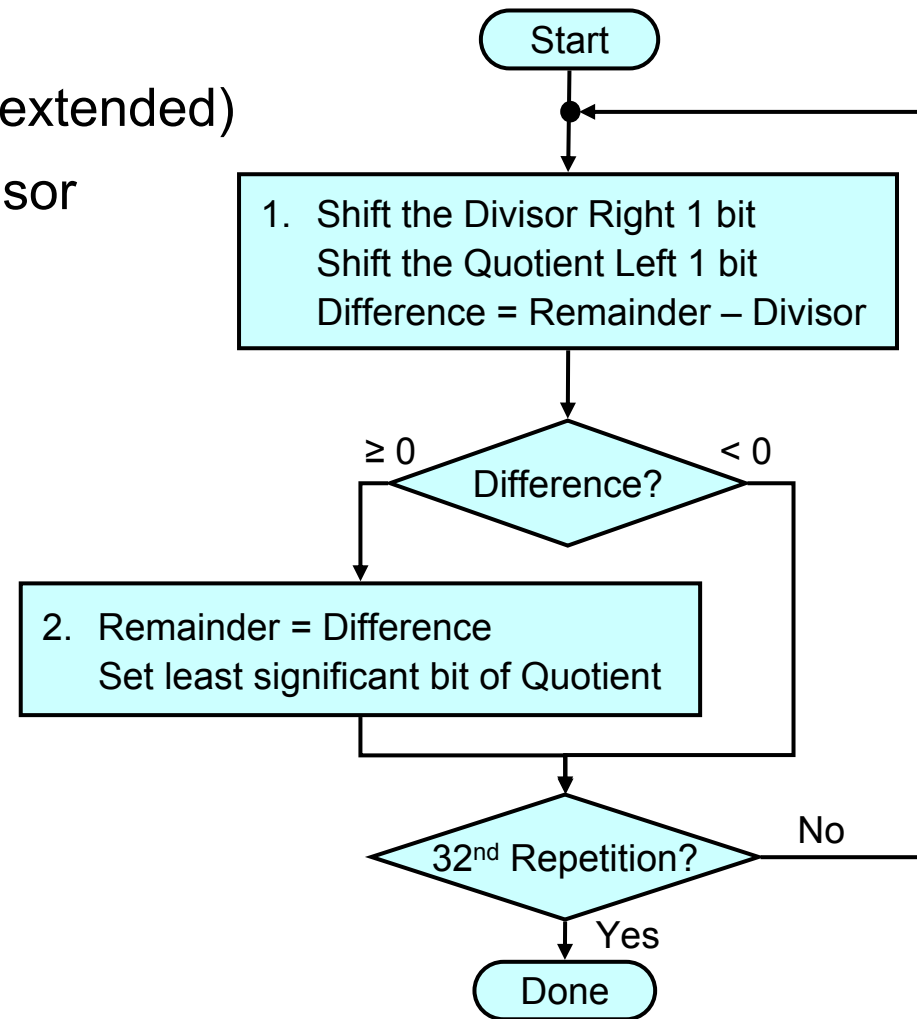 Start
extended)
sor
1. Shift the Divisor Right 1 bit
Shift the Quotient Left 1 bit
Difference = Remainder – Divisor
≥ 0
< 0
Difference?
2. Remainder = Difference
Set least significant bit of Quotient
No
32nd Repetition?
Yes
Done